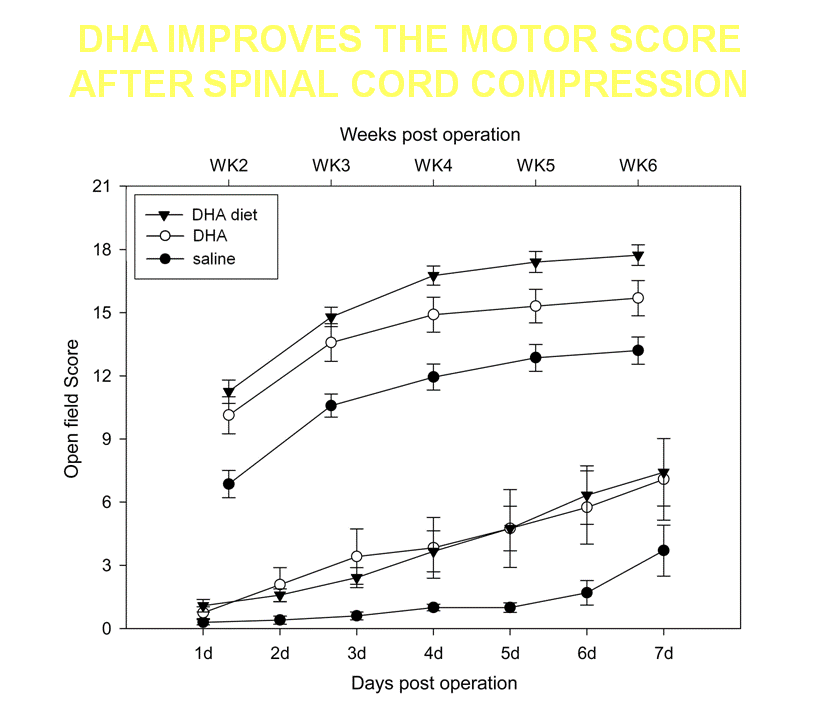 DHA IMPROVES THE MOTOR SCORE
AFTER SPINAL CORD COMPRESSION
Weeks post operation
WK2 WK3 WK4 WK5 WK6
21
DHA diet
DHA
saline
18
15
12
9
6
3
0
Open field Score
1d 2d 3d 4d 5d 6d 7d
Days post operation